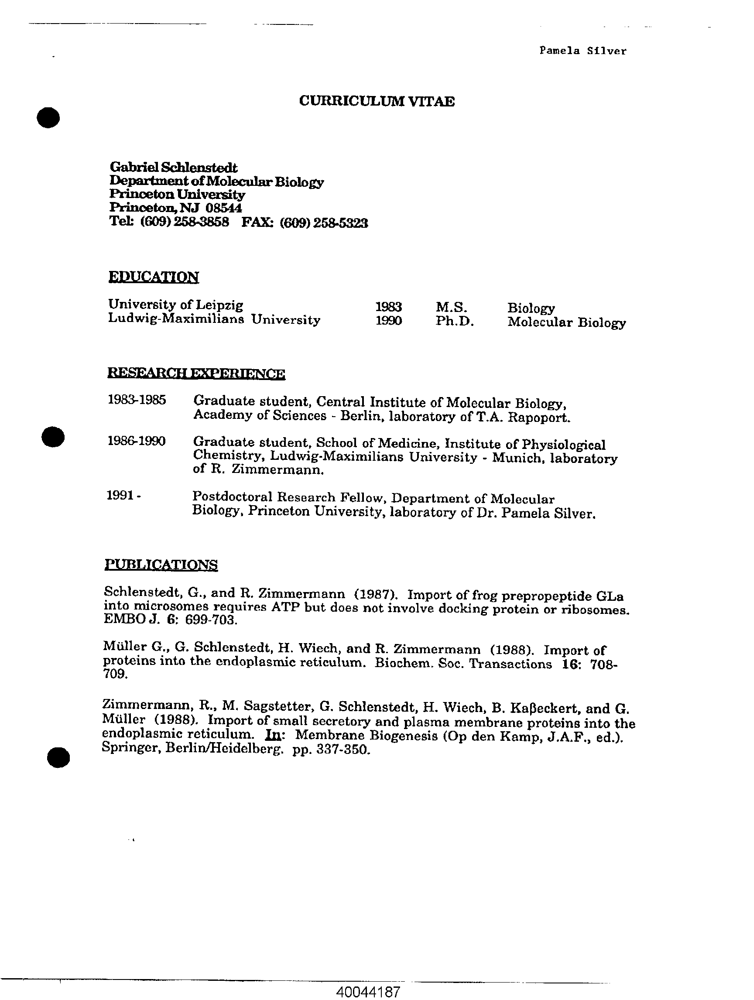 Pamela Silver
CURRICULUM VITAE
Gabriel Schlenstedt
Department of Molecular Biology
Princeton University
Princeton, NJ 08544
Tel: (609) 258-3858 FAX: (609) 258-5323
EDUCATION
University of Leipzig 1983 M.S. Biology
Ludwig-Maximilians University 1990 Ph.D. Molecular Biology
RESEARCH EXPERIENCE
1983-1985 Graduate student, Central Institute of Molecular Biology,
Academy of Sciences - Berlin, laboratory of T.A. Rapoport.
1986-1990 Graduate student, School of Medicine, Institute of Physiological
Chemistry, Ludwig-Maximilians University - Munich, laboratory
of R. Zimmermann.
1991 - Postdoctoral Research Fellow, Department of Molecular
Biology, Princeton University, laboratory of Dr. Pamela Silver.
PUBLICATIONS
Schlenstedt, G., and R. Zimmermann (1987). Import of frog prepropeptide GLa
into microsomes requires ATP but does not involve docking protein or ribosomes.
EMBO J. 6: 699-703.
Müller G., G. Schlenstedt, H. Wiech, and R. Zimmermann (1988). Import of
proteins into the endoplasmic reticulum. Biochem. Soc. Transactions 16: 708-
709.
Zimmermann, R., M. Sagstetter, G. Schlenstedt, H. Wiech, B. Kaβeckert, and G.
Müller (1988). Import of small secretory and plasma membrane proteins into the
endoplasmic reticulum. In: Membrane Biogenesis (Op den Kamp, J.A.F., ed.).
Springer, Berlin/Heidelberg. pp. 337-350.
40044187